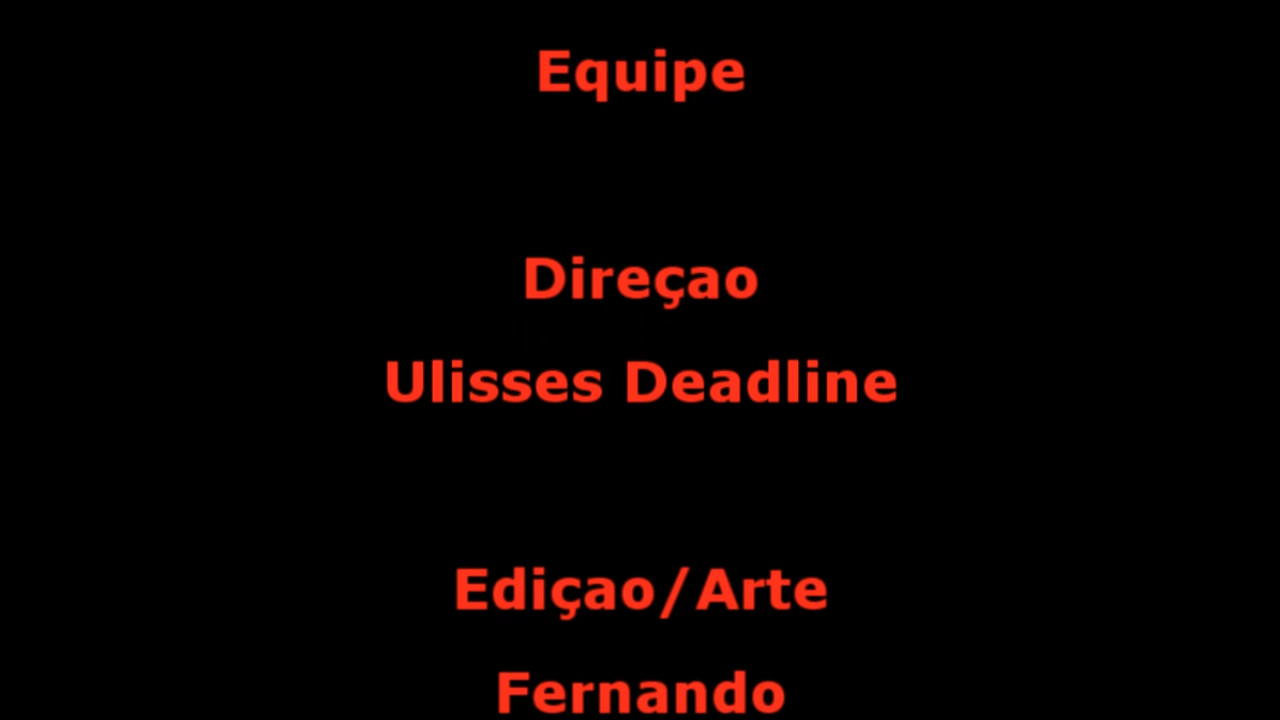 Equipe
Direçao
Ulisses Deadline
Ediçao/Arte
Fernando